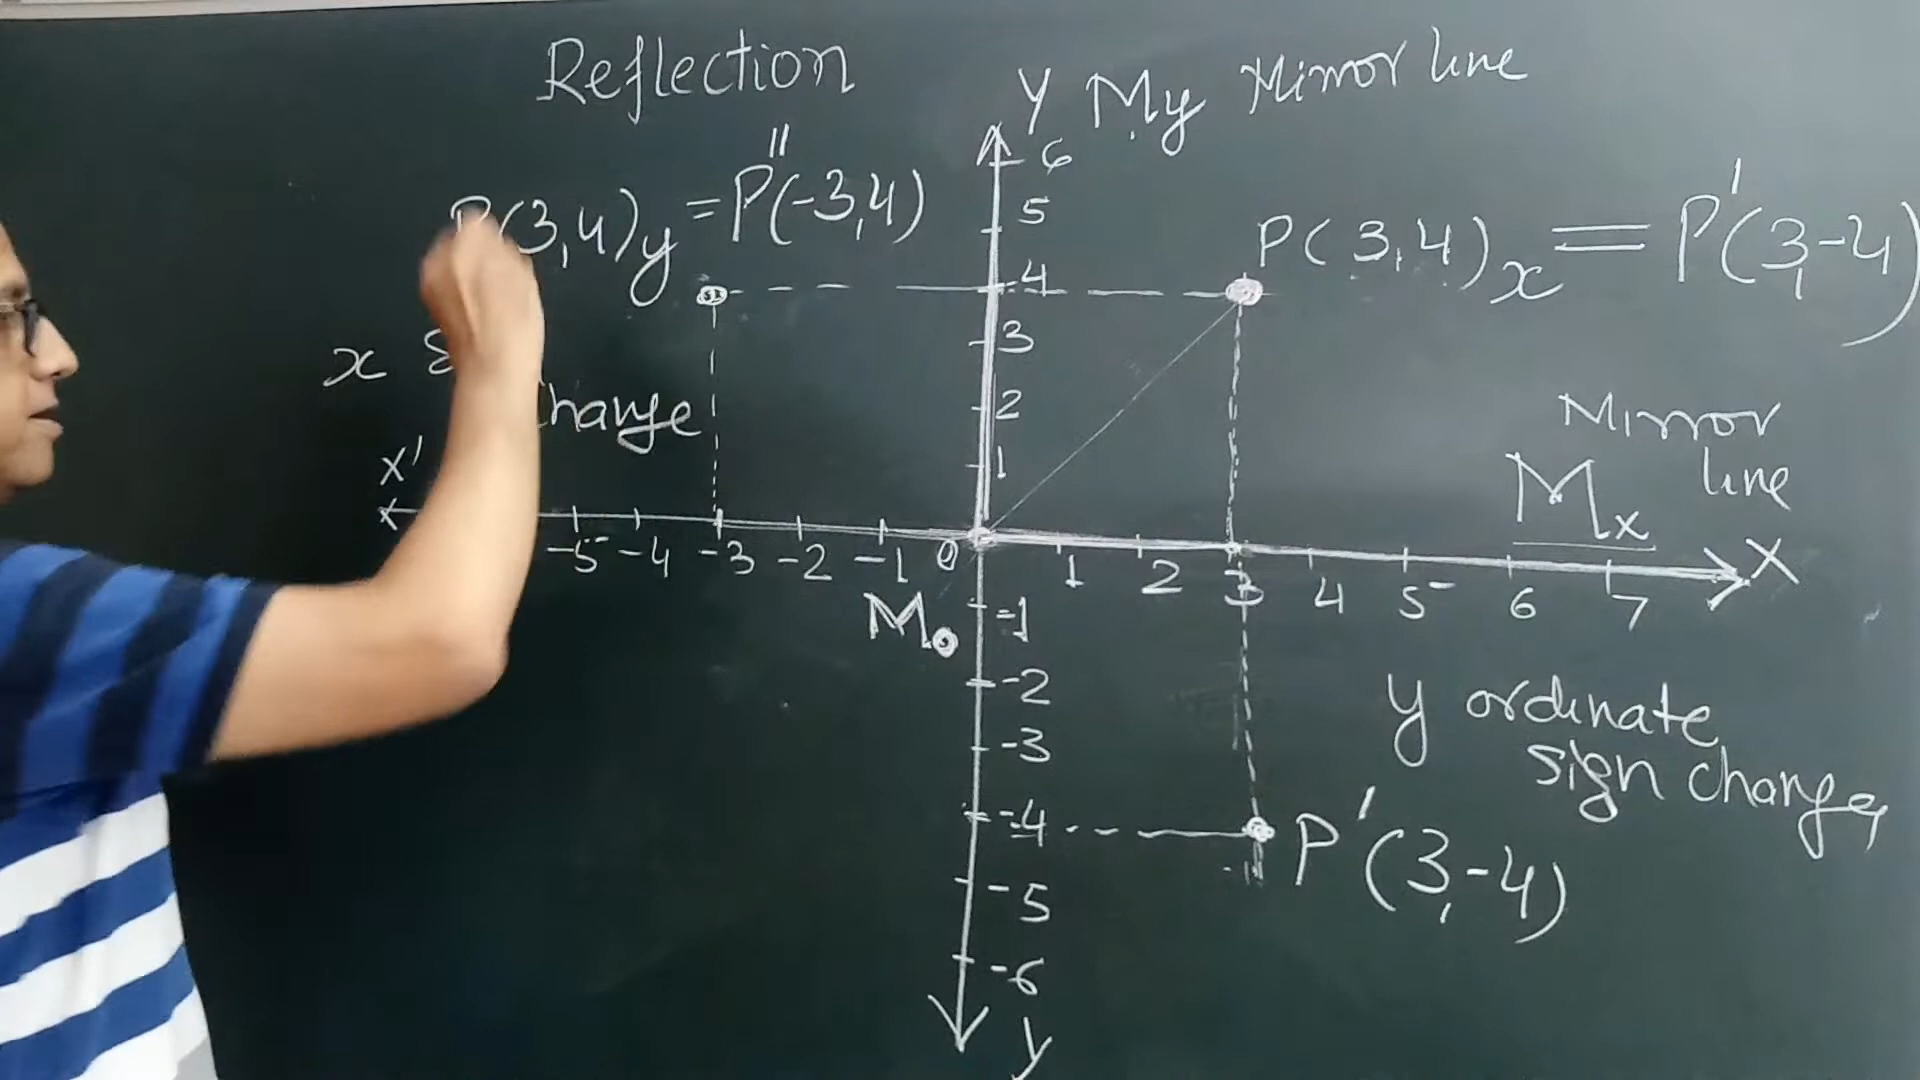 Reflection
Y My Mirror line
P(3,4)y = P''(-3,4)
P(3,4)x = P'(3,-4)
6
5
4
3
2
1
x
change
X'
Mirror
line
Mx
-5 -4 -3 -2 -1 0 1 2 3 4 5 6 7 X
Mo
-1
-2
-3
-4
-5
-6
y
y ordinate
sign change,
P'(3,-4)